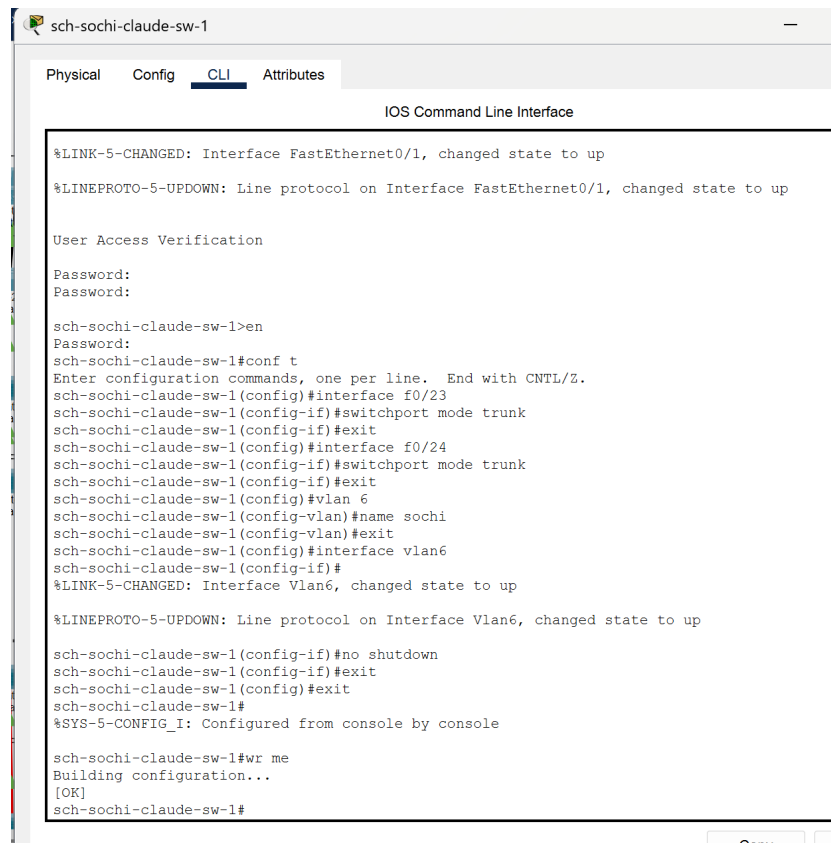 sch-sochi-claude-sw-1
Physical Config CLI Attributes
IOS Command Line Interface
%LINK-5-CHANGED: Interface FastEthernet0/1, changed state to up
%LINEPROTO-5-UPDOWN: Line protocol on Interface FastEthernet0/1, changed state to up
User Access Verification
Password:
Password:
sch-sochi-claude-sw-1>en
Password:
sch-sochi-claude-sw-1#conf t
Enter configuration commands, one per line.  End with CNTL/Z.
sch-sochi-claude-sw-1(config)#interface f0/23
sch-sochi-claude-sw-1(config-if)#switchport mode trunk
sch-sochi-claude-sw-1(config-if)#exit
sch-sochi-claude-sw-1(config)#interface f0/24
sch-sochi-claude-sw-1(config-if)#switchport mode trunk
sch-sochi-claude-sw-1(config-if)#exit
sch-sochi-claude-sw-1(config)#vlan 6
sch-sochi-claude-sw-1(config-vlan)#name sochi
sch-sochi-claude-sw-1(config-vlan)#exit
sch-sochi-claude-sw-1(config)#interface vlan6
sch-sochi-claude-sw-1(config-if)#
%LINK-5-CHANGED: Interface Vlan6, changed state to up
%LINEPROTO-5-UPDOWN: Line protocol on Interface Vlan6, changed state to up
sch-sochi-claude-sw-1(config-if)#no shutdown
sch-sochi-claude-sw-1(config-if)#exit
sch-sochi-claude-sw-1(config)#exit
sch-sochi-claude-sw-1#
%SYS-5-CONFIG_I: Configured from console by console
sch-sochi-claude-sw-1#wr me
Building configuration...
[OK]
sch-sochi-claude-sw-1#